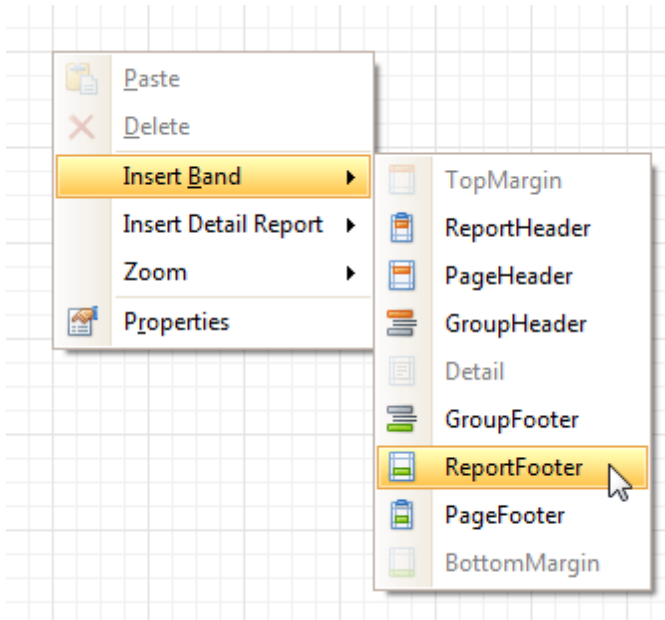 Paste
Delete
Insert Band
Insert Detail Report
Zoom
Properties
TopMargin
ReportHeader
PageHeader
GroupHeader
Detail
GroupFooter
ReportFooter
PageFooter
BottomMargin